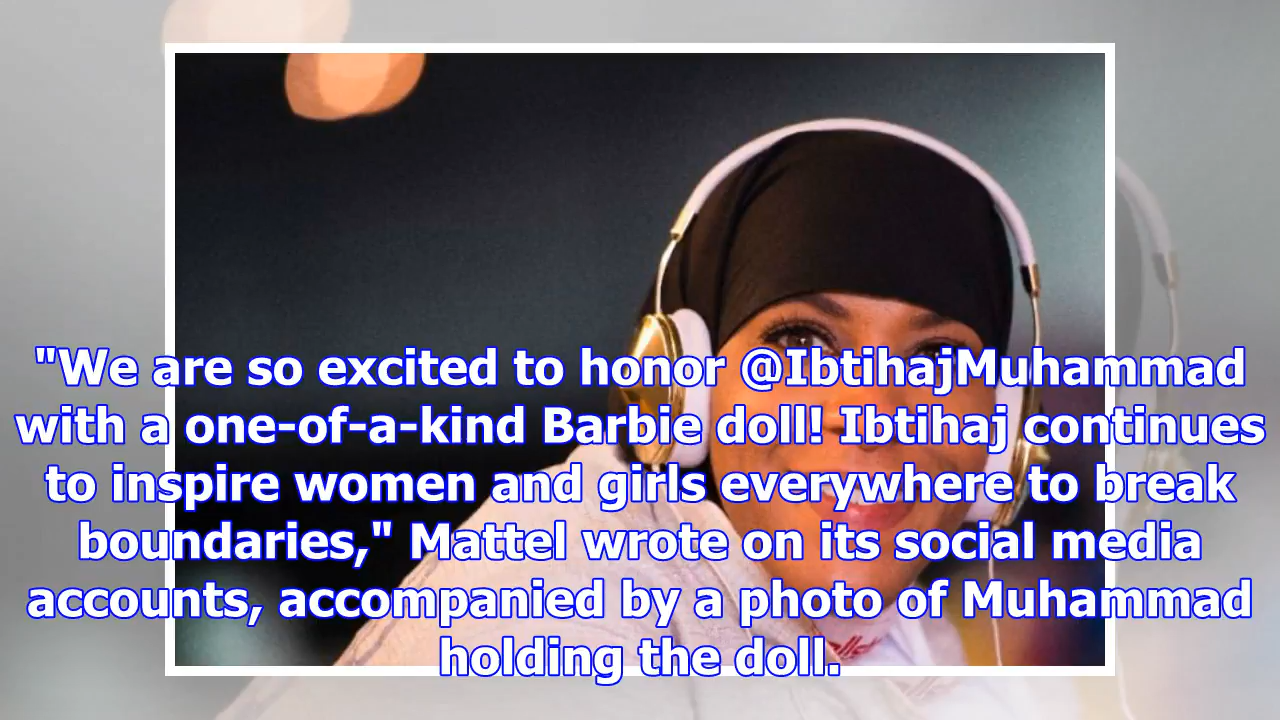 "We are so excited to honor @IbtihajMuhammad
with a one-of-a-kind Barbie doll! Ibtihaj continues
to inspire women and girls everywhere to break
boundaries," Mattel wrote on its social media
accounts, accompanied by a photo of Muhammad
holding the doll.